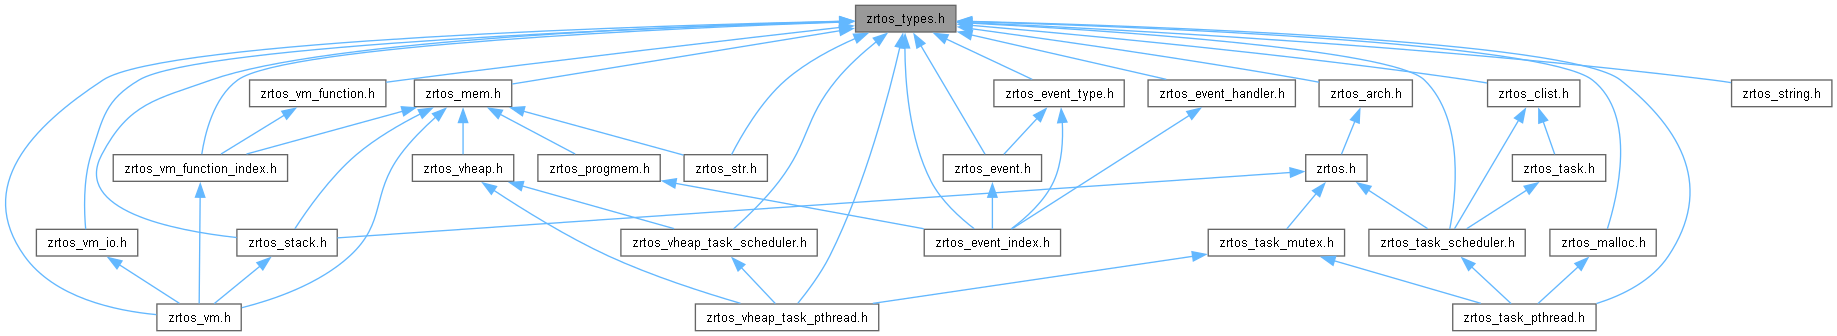 zrtos_types.h
zrtos_vm_function.h
zrtos_mem.h
zrtos_event_type.h
zrtos_event_handler.h
zrtos_arch.h
zrtos_clist.h
zrtos_string.h
zrtos_vm_function_index.h
zrtos_vheap.h
zrtos_progmem.h
zrtos_str.h
zrtos_event.h
zrtos.h
zrtos_task.h
zrtos_vm_io.h
zrtos_stack.h
zrtos_vheap_task_scheduler.h
zrtos_event_index.h
zrtos_task_mutex.h
zrtos_task_scheduler.h
zrtos_malloc.h
zrtos_vm.h
zrtos_vheap_task_pthread.h
zrtos_task_pthread.h